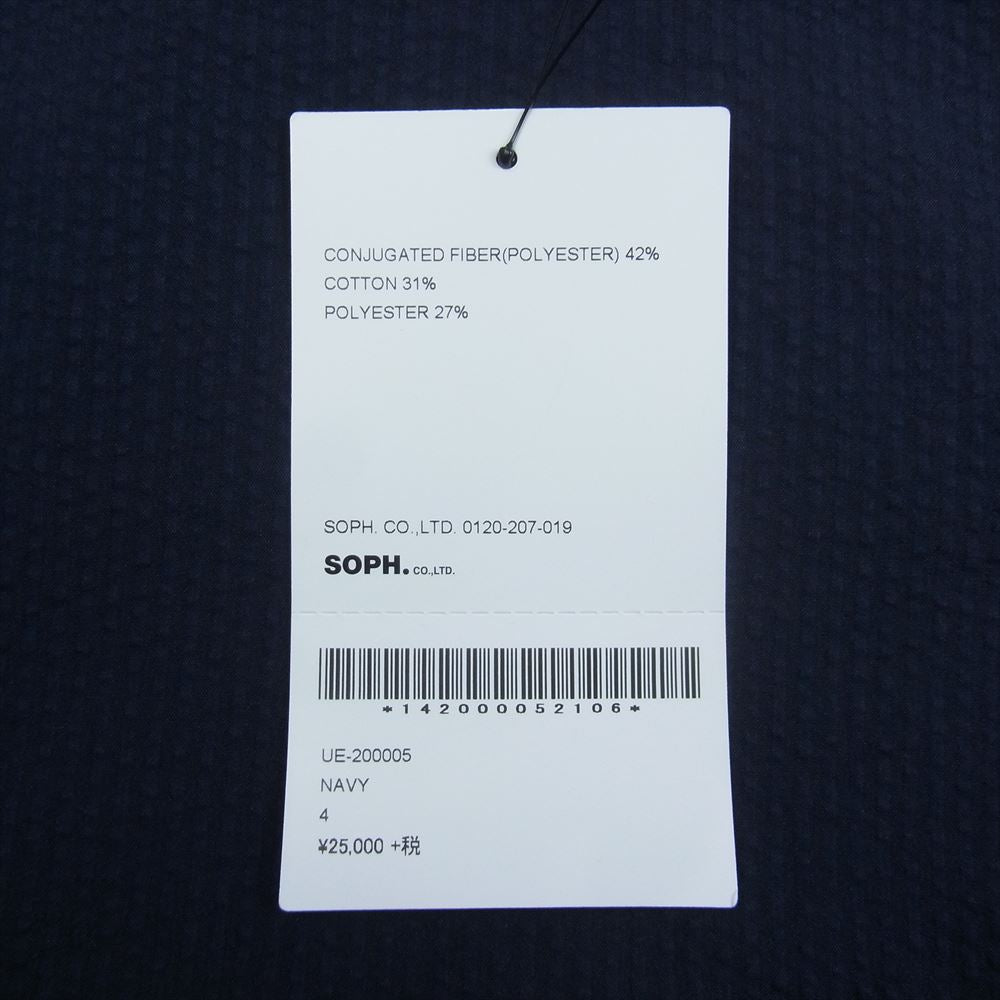 CONJUGATED FIBER(POLYESTER) 42%
COTTON 31%
POLYESTER 27%
SOPH. CO.,LTD. 0120-207-019
SOPH. CO.,LTD.
*142000052106*
UE-200005
NAVY
4
¥25,000 +税